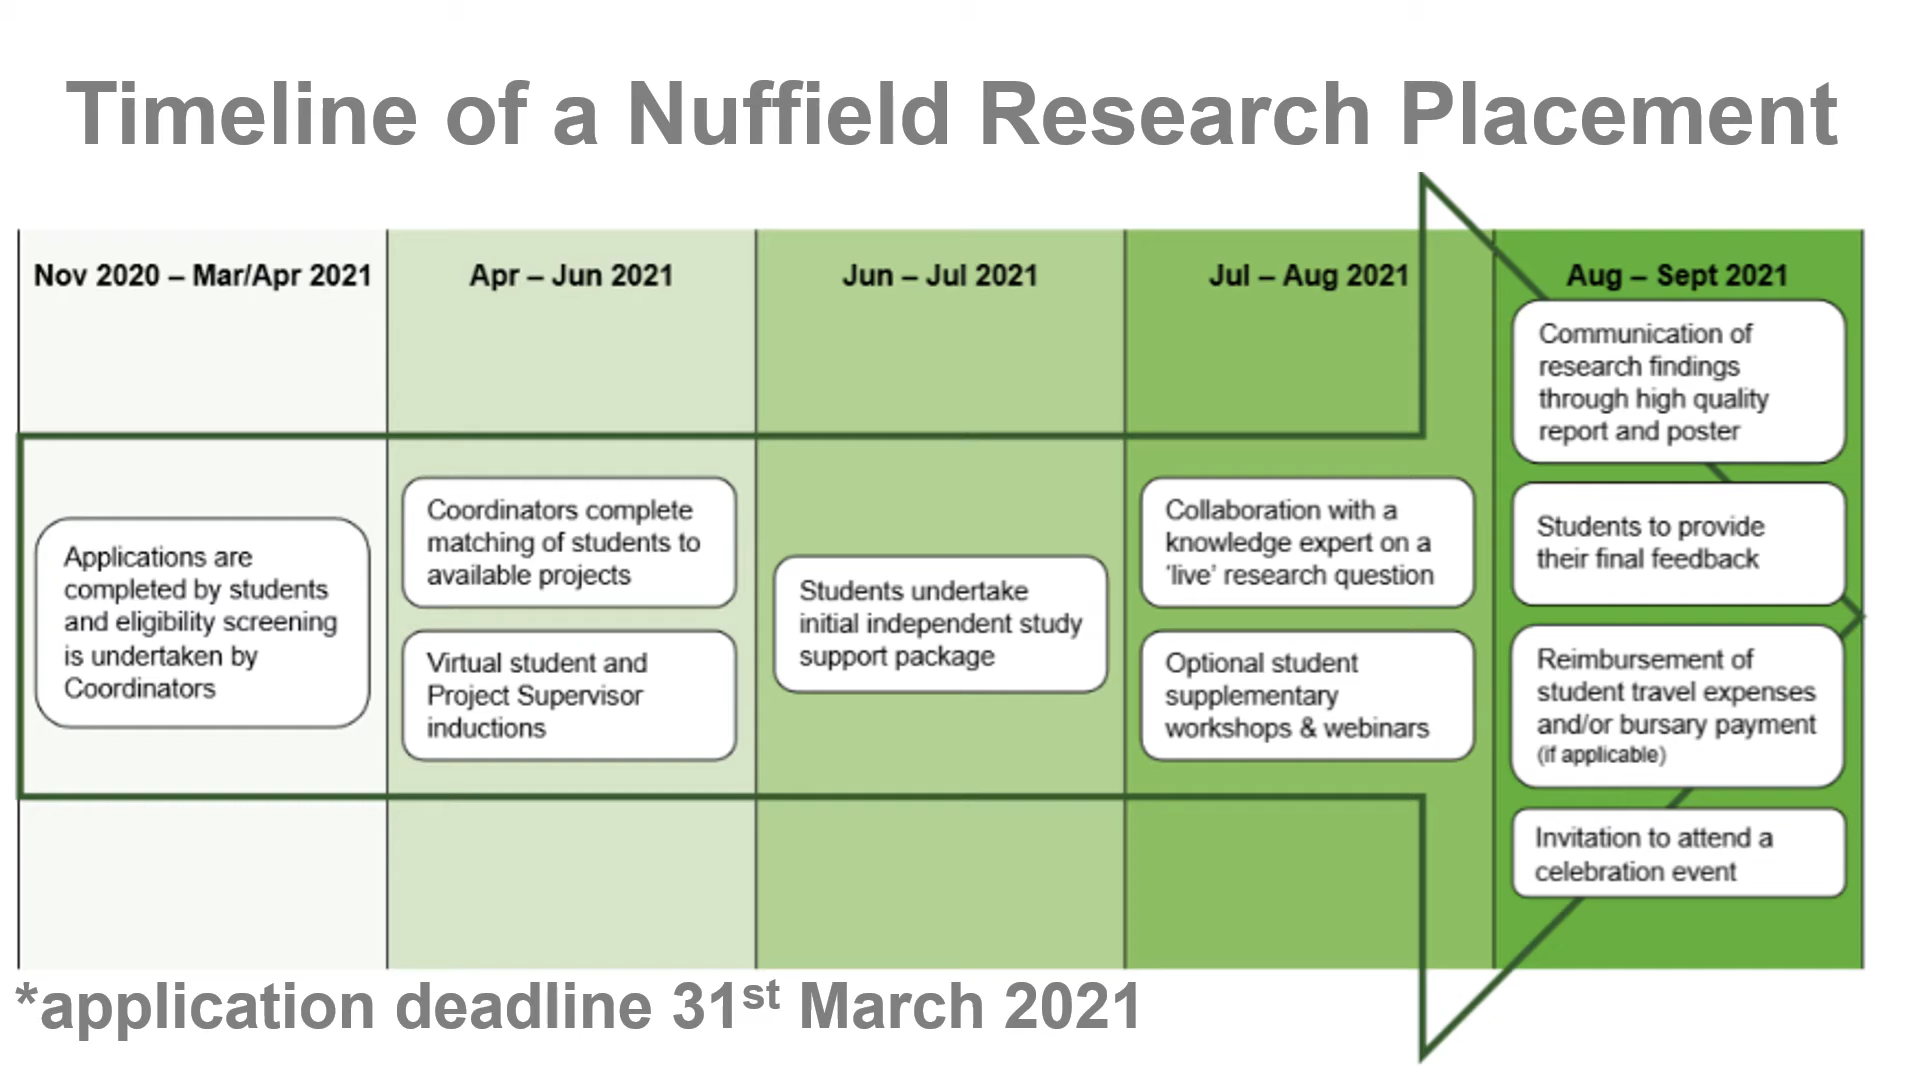 Timeline of a Nuffield Research Placement
Nov 2020 – Mar/Apr 2021
Applications are
completed by students
and eligibility screening
is undertaken by
Coordinators
Apr – Jun 2021
Coordinators complete
matching of students to
available projects
Virtual student and
Project Supervisor
inductions
Jun – Jul 2021
Students undertake
initial independent study
support package
Jul – Aug 2021
Collaboration with a
knowledge expert on a
‘live’ research question
Optional student
supplementary
workshops & webinars
Aug – Sept 2021
Communication of
research findings
through high quality
report and poster
Students to provide
their final feedback
Reimbursement of
student travel expenses
and/or bursary payment
(if applicable)
Invitation to attend a
celebration event
*application deadline 31st March 2021